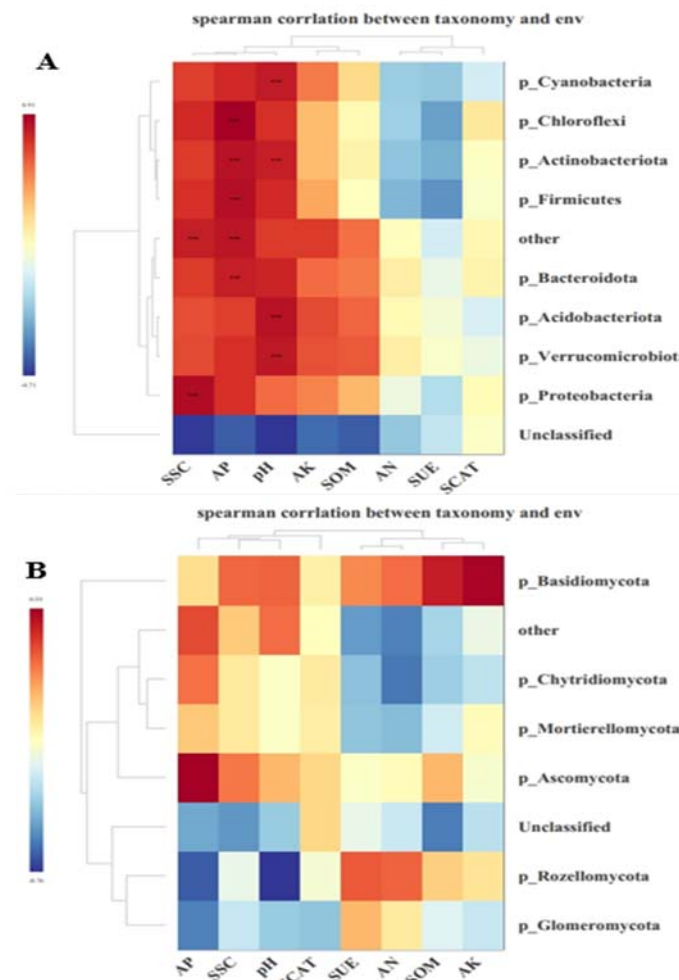 spearman corrlation between taxonomy and env
A
p_Cyanobacteria
p_Chloroflexi
p_Actinobacteriota
p_Firmicutes
other
p_Bacteroidota
p_Acidobacteriota
p_Verrucomicrobiot
p_Proteobacteria
Unclassified
SSC AP pH AK SOM AN SUE SCAT
spearman corrlation between taxonomy and env
B
p_Basidiomycota
other
p_Chytridiomycota
p_Mortierellomycota
p_Ascomycota
Unclassified
p_Rozellomycota
p_Glomeromycota
AP SSC pH SCAT SUE AN SOM AK